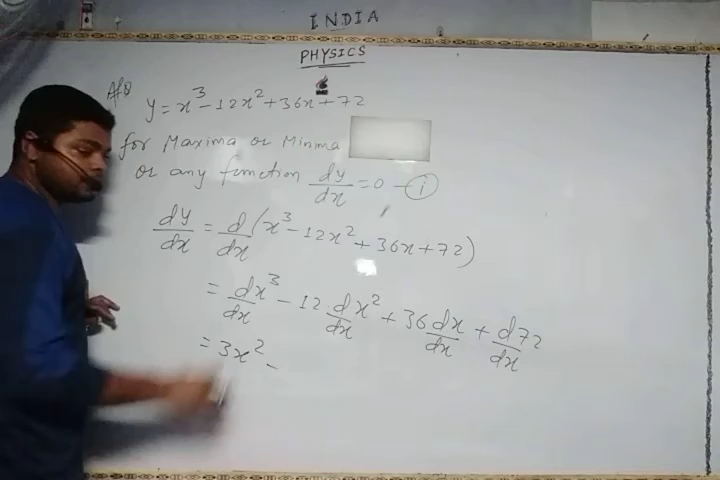 INDIA
PHYSICS
A/Q
y = x³ - 12x² + 36x + 72
for Maxima or Minima
or any function dy/dx = 0 - (i)
dy/dx = d/dx (x³ - 12x² + 36x + 72)
= dx³/dx - 12 dx²/dx + 36 dx/dx + d72/dx
= 3x² -